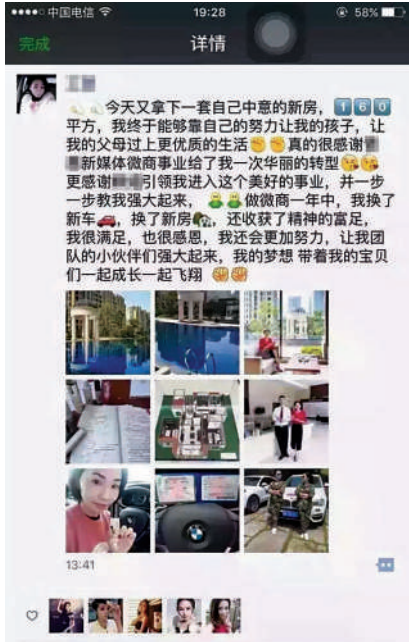 中国电信 19:28 58%
完成 详情
今天又拿下一套自己中意的新房，160
平方，我终于能够靠自己的努力让我的孩子，让
我的父母过上更优质的生活 真的很感谢
新媒体微商事业给了我一次华丽的转型
更感谢 引领我进入这个美好的事业，并一步
一步教我强大起来， 做微商一年中，我换了
新车 ，换了新房 ，还收获了精神的富足，
我很满足，也很感恩，我还会更加努力，让我团
队的小伙伴们强大起来，我的梦想 带着我的宝贝
们一起成长一起飞翔
13:41